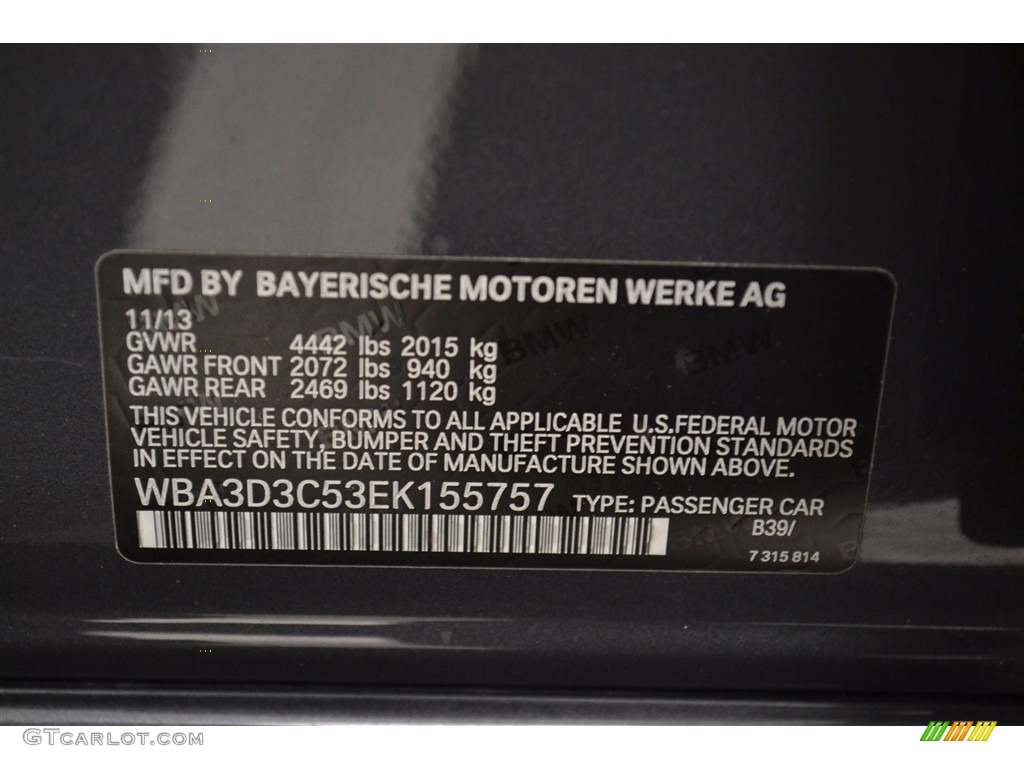 MFD BY BAYERISCHE MOTOREN WERKE AG
11/13
GVWR 4442 lbs 2015 kg
GAWR FRONT 2072 lbs 940 kg
GAWR REAR 2469 lbs 1120 kg
THIS VEHICLE CONFORMS TO ALL APPLICABLE U.S.FEDERAL MOTOR
VEHICLE SAFETY, BUMPER AND THEFT PREVENTION STANDARDS
IN EFFECT ON THE DATE OF MANUFACTURE SHOWN ABOVE.
WBA3D3C53EK155757 TYPE: PASSENGER CAR
B39/
7 315 814
BMW BMW BMW
GTCARLOT.COM